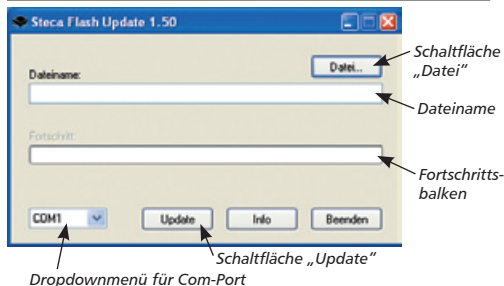 Steca Flash Update 1.50
Schaltfläche
„Datei"
Datei...
Dateiname:
Dateiname
Fortschritt:
Fortschritts-
balken
COM1
Update
Info
Beenden
Schaltfläche „Update"
Dropdownmenü für Com-Port